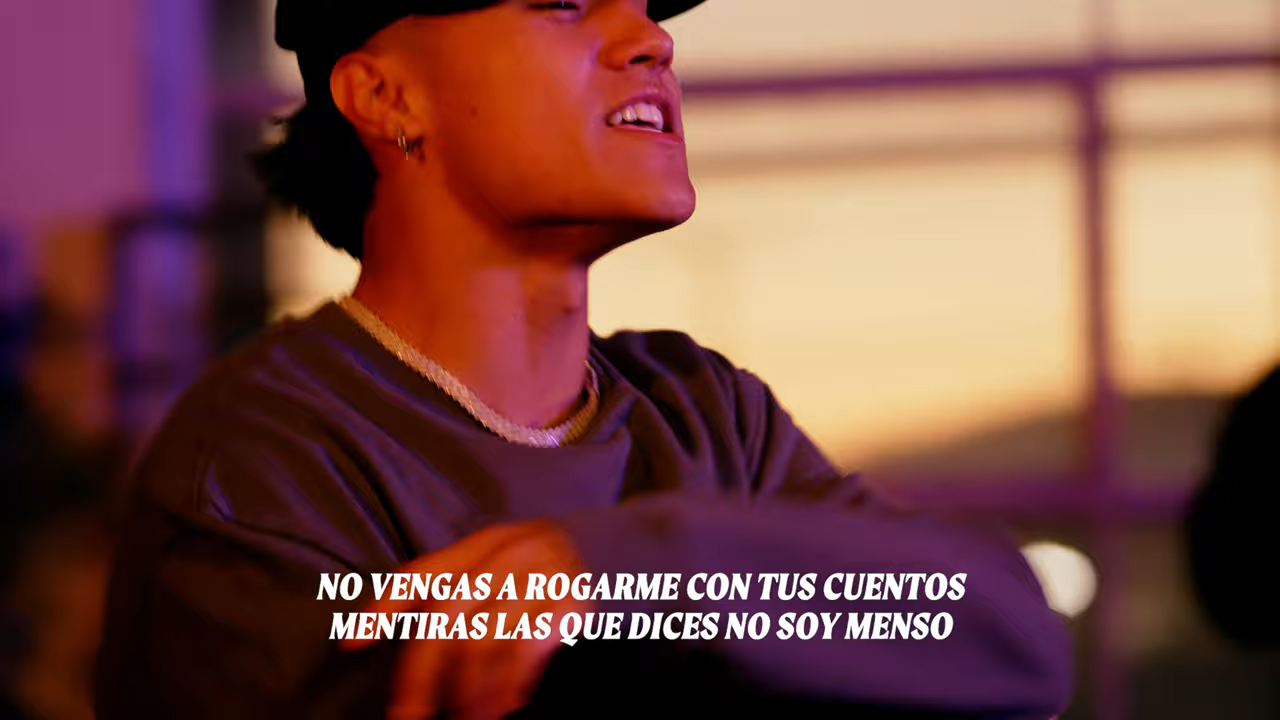 NO VENGAS A ROGARME CON TUS CUENTOS
MENTIRAS LAS QUE DICES NO SOY MENSO